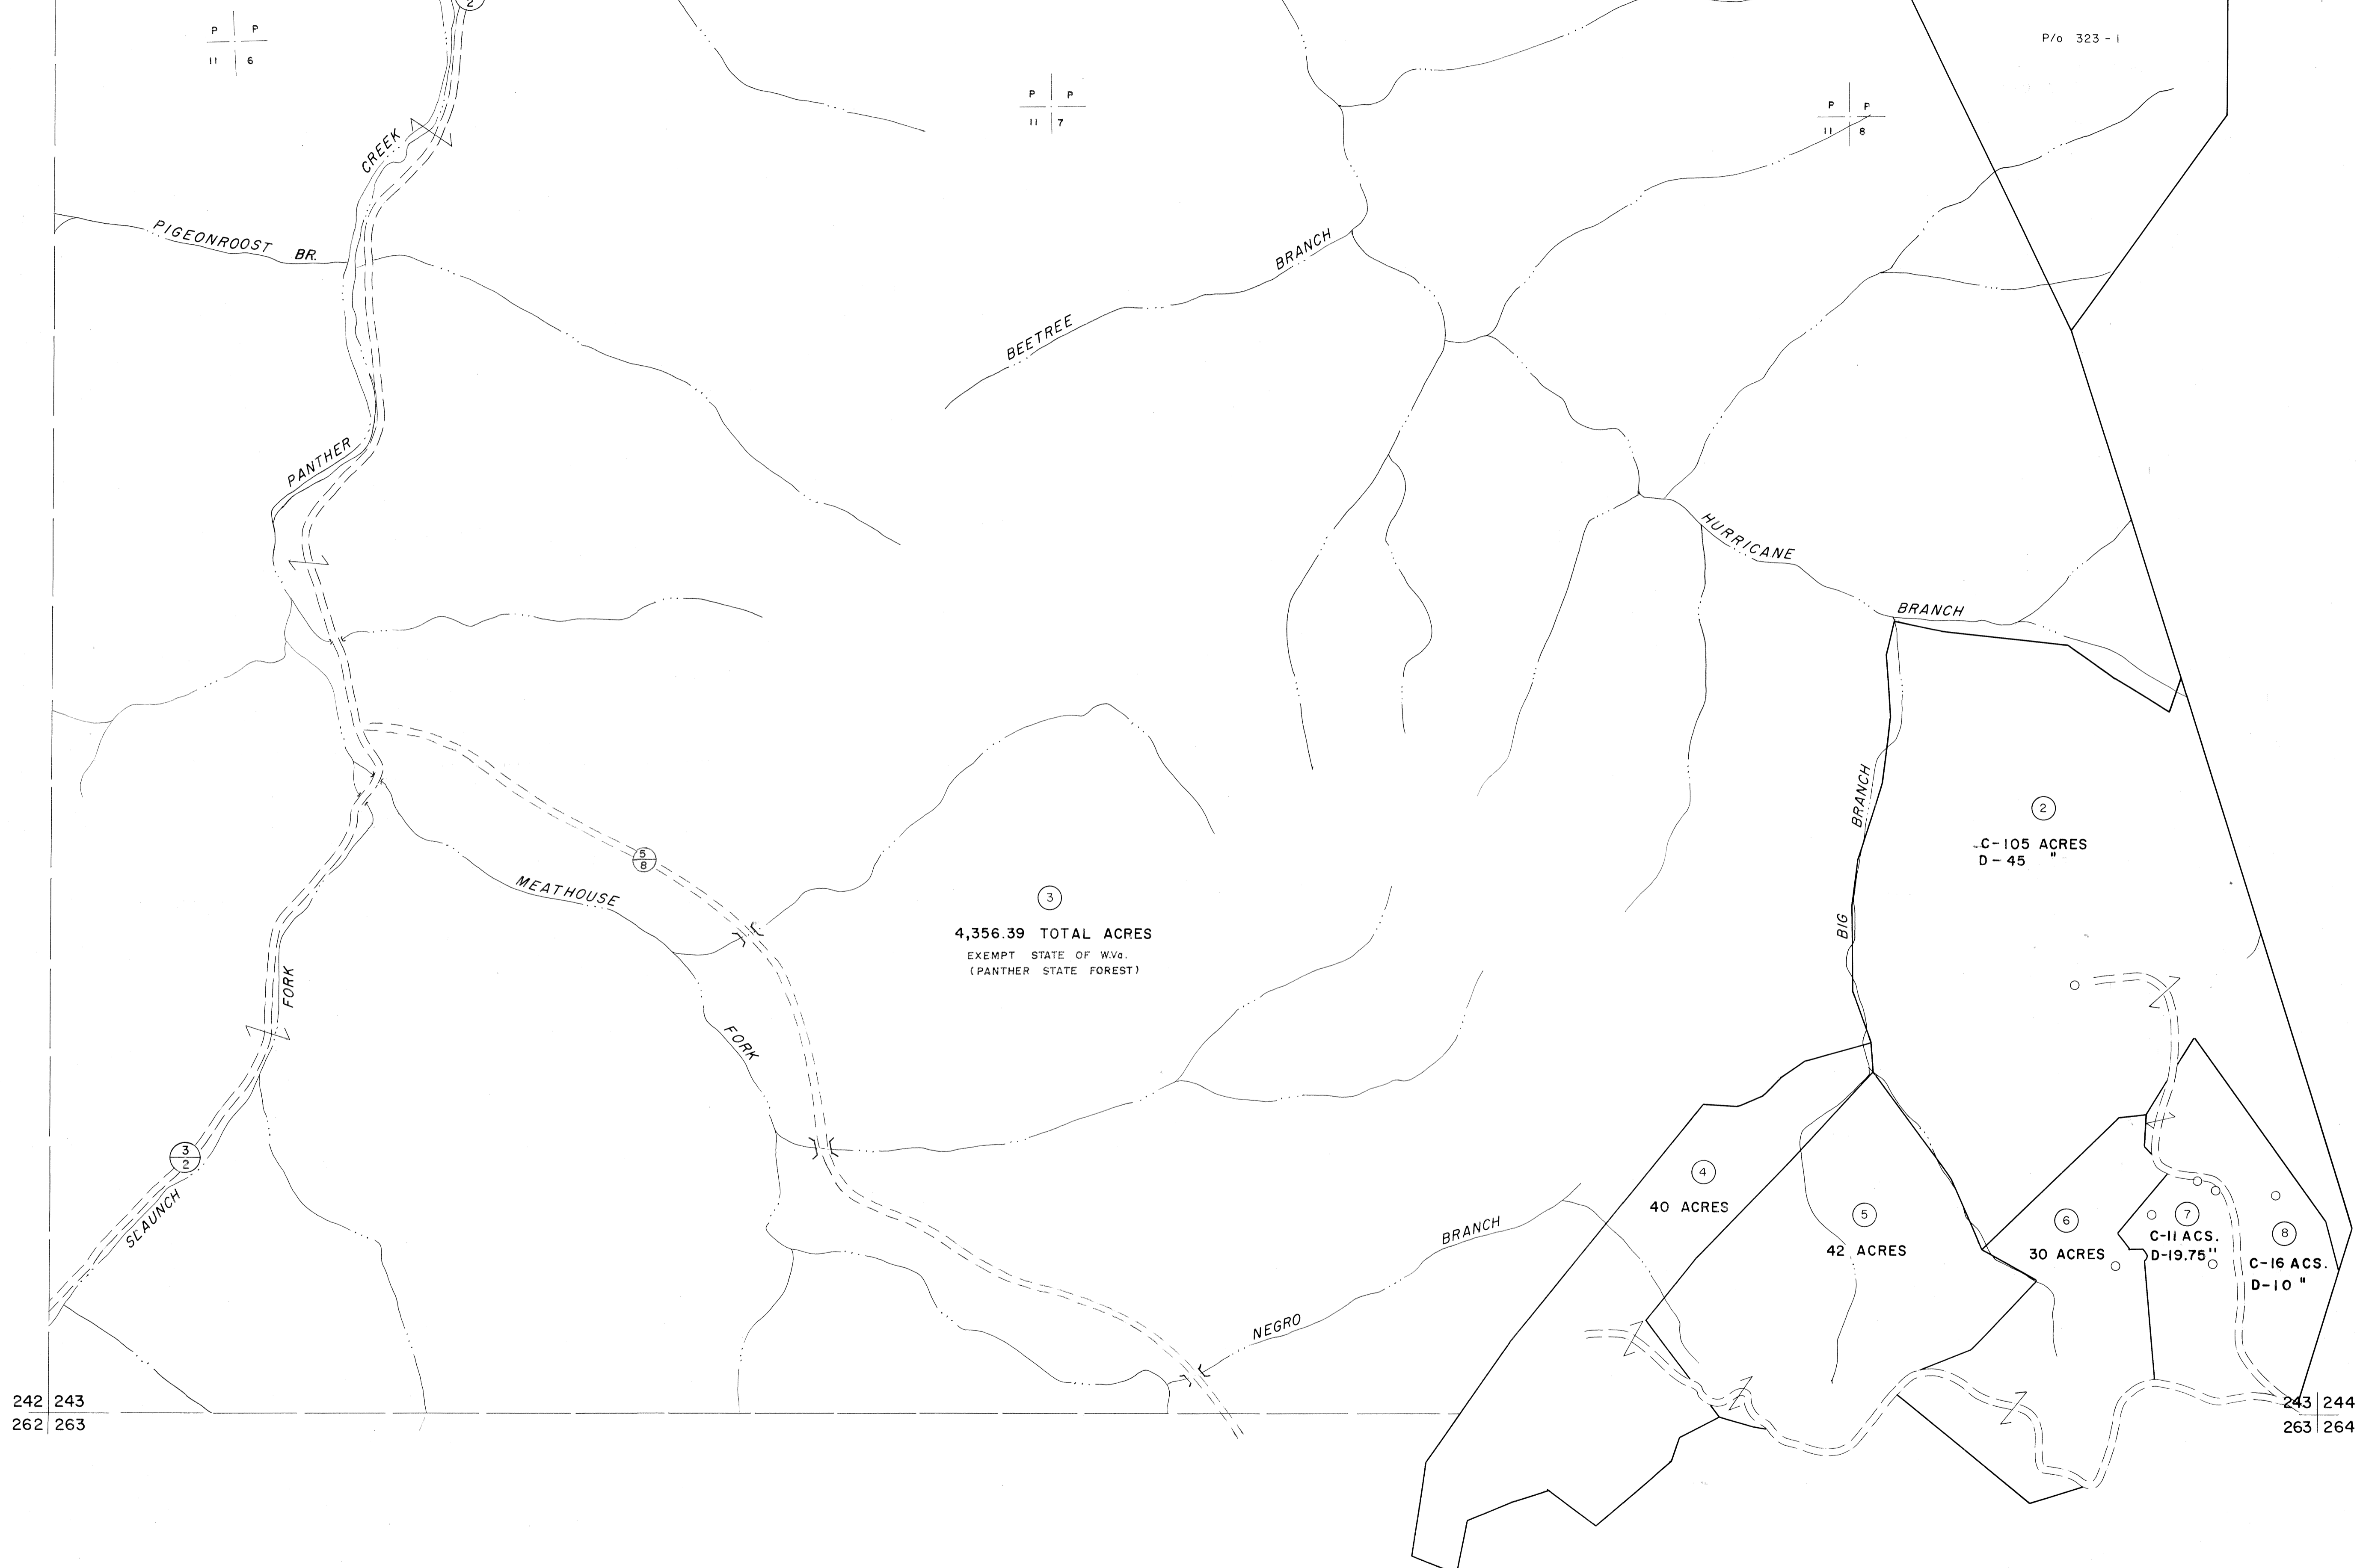 2
P P
11 6
P P
11 7
P P
11 8
P/o 323-1
CREEK
PIGEONROOST BR.
BRANCH
BEETREE
PANTHER
HURRICANE
BRANCH
BRANCH
BIG
2
C-105 ACRES
D-45 "
5
8
MEATHOUSE
FORK
3
4,356.39 TOTAL ACRES
EXEMPT STATE OF W.Va.
(PANTHER STATE FOREST)
FORK
3
2
SLAUNCH
NEGRO
BRANCH
4
40 ACRES
5
42 ACRES
6
30 ACRES
7
C-11 ACS.
D-19.75"
8
C-16 ACS.
D-10 "
242 243
262 263
243 244
263 264